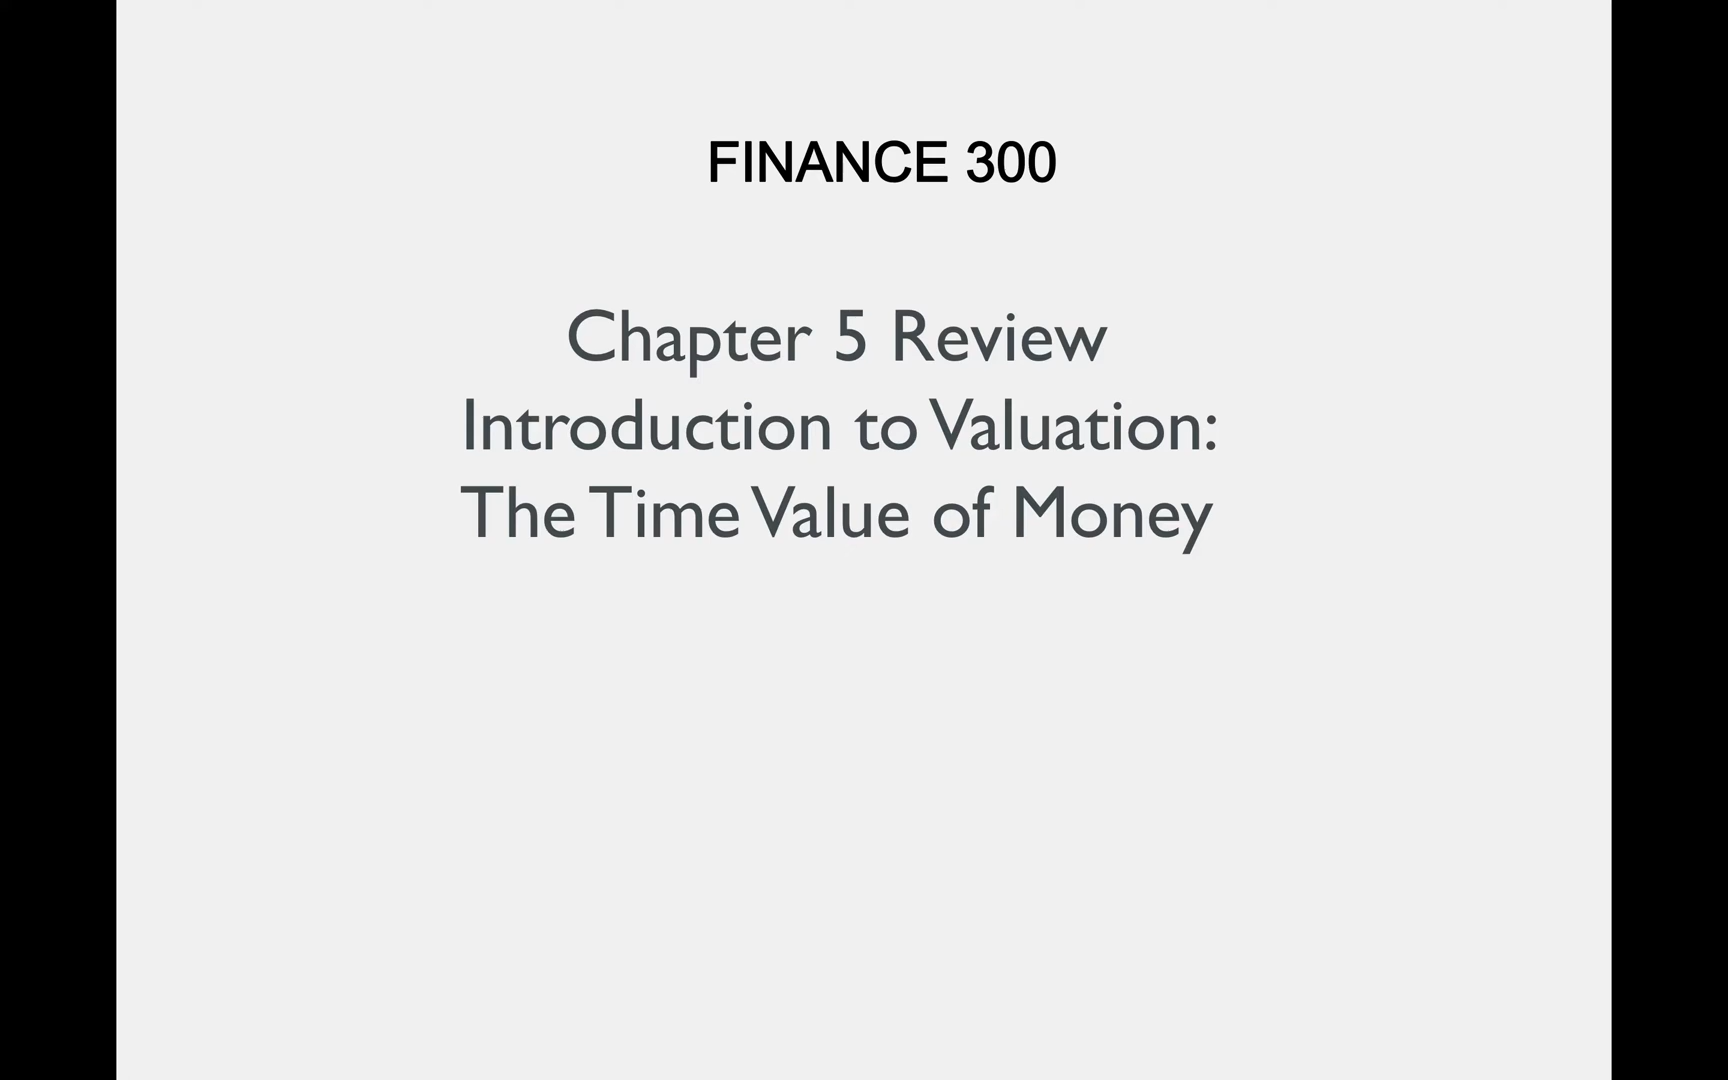 FINANCE 300
Chapter 5 Review
Introduction to Valuation:
The Time Value of Money